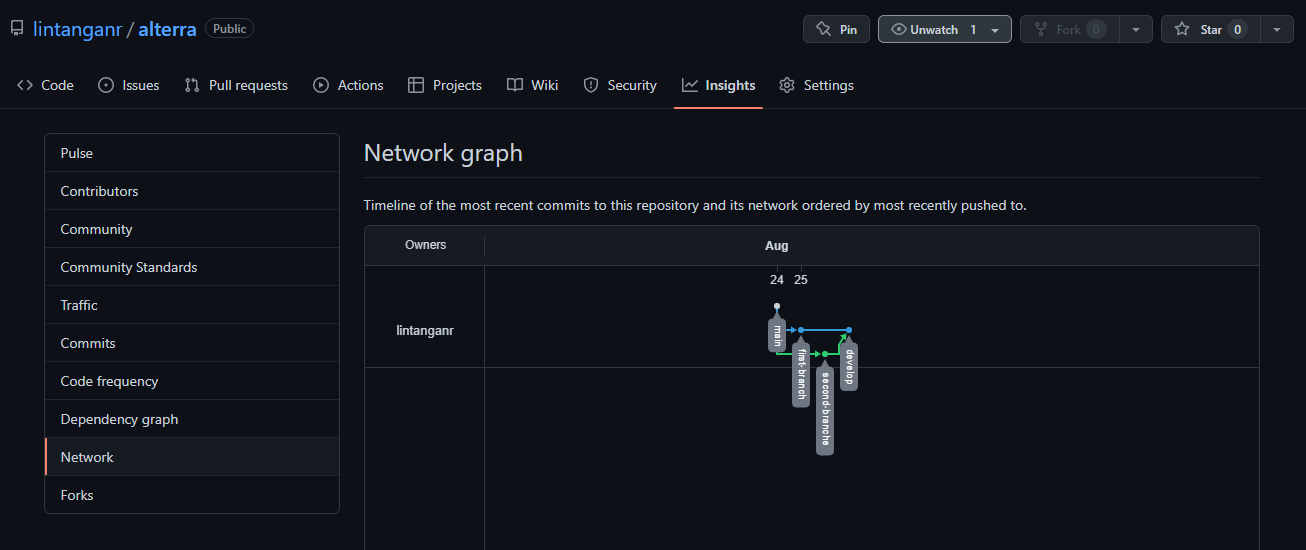 lintanganr / alterra Public
Pin Unwatch 1 Fork 0 Star 0
Code Issues Pull requests Actions Projects Wiki Security Insights Settings
Pulse
Contributors
Community
Community Standards
Traffic
Commits
Code frequency
Dependency graph
Network
Forks
Network graph
Timeline of the most recent commits to this repository and its network ordered by most recently pushed to.
Owners Aug
24 25
lintanganr
main
first-branch
second-branche
develop